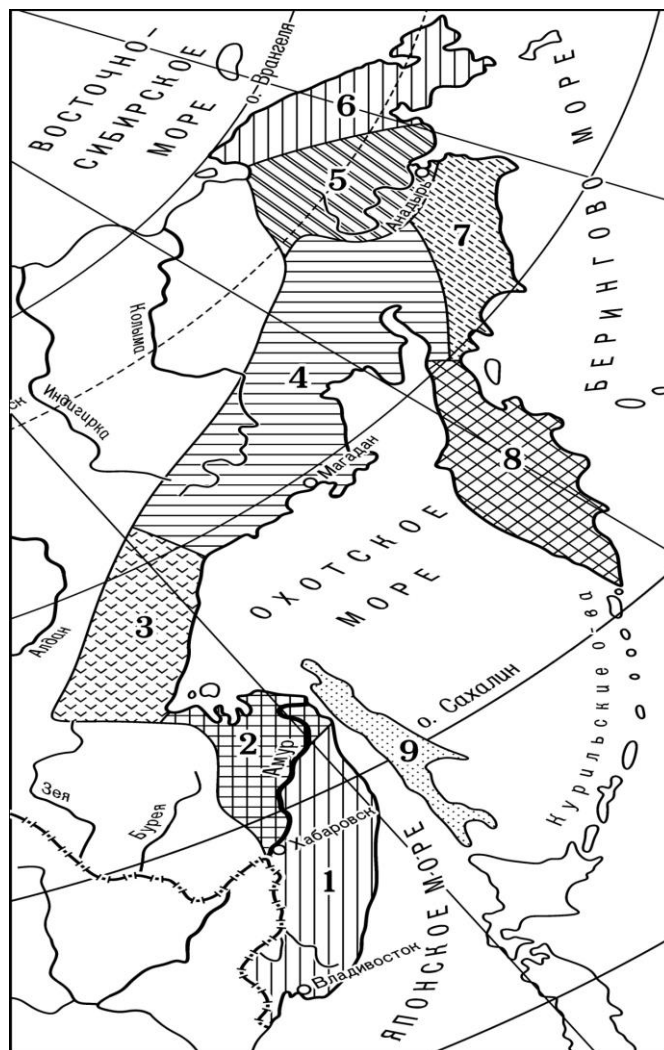 ВОСТОЧНО-
СИБИРСКОЕ
МОРЕ
о. Врангеля
6
5
Анадырь
7
БЕРИНГОВО МОРЕ
Колыма
Индигирка
ск
4
Магадан
8
о
ОХОТСКОЕ
МОРЕ
3
Алдан
о. Сахалин
Курильские о-ва
2
Амур
9
Зея
Бурея
Хабаровск
1
Владивосток
ЯПОНСКОЕ МОРЕ